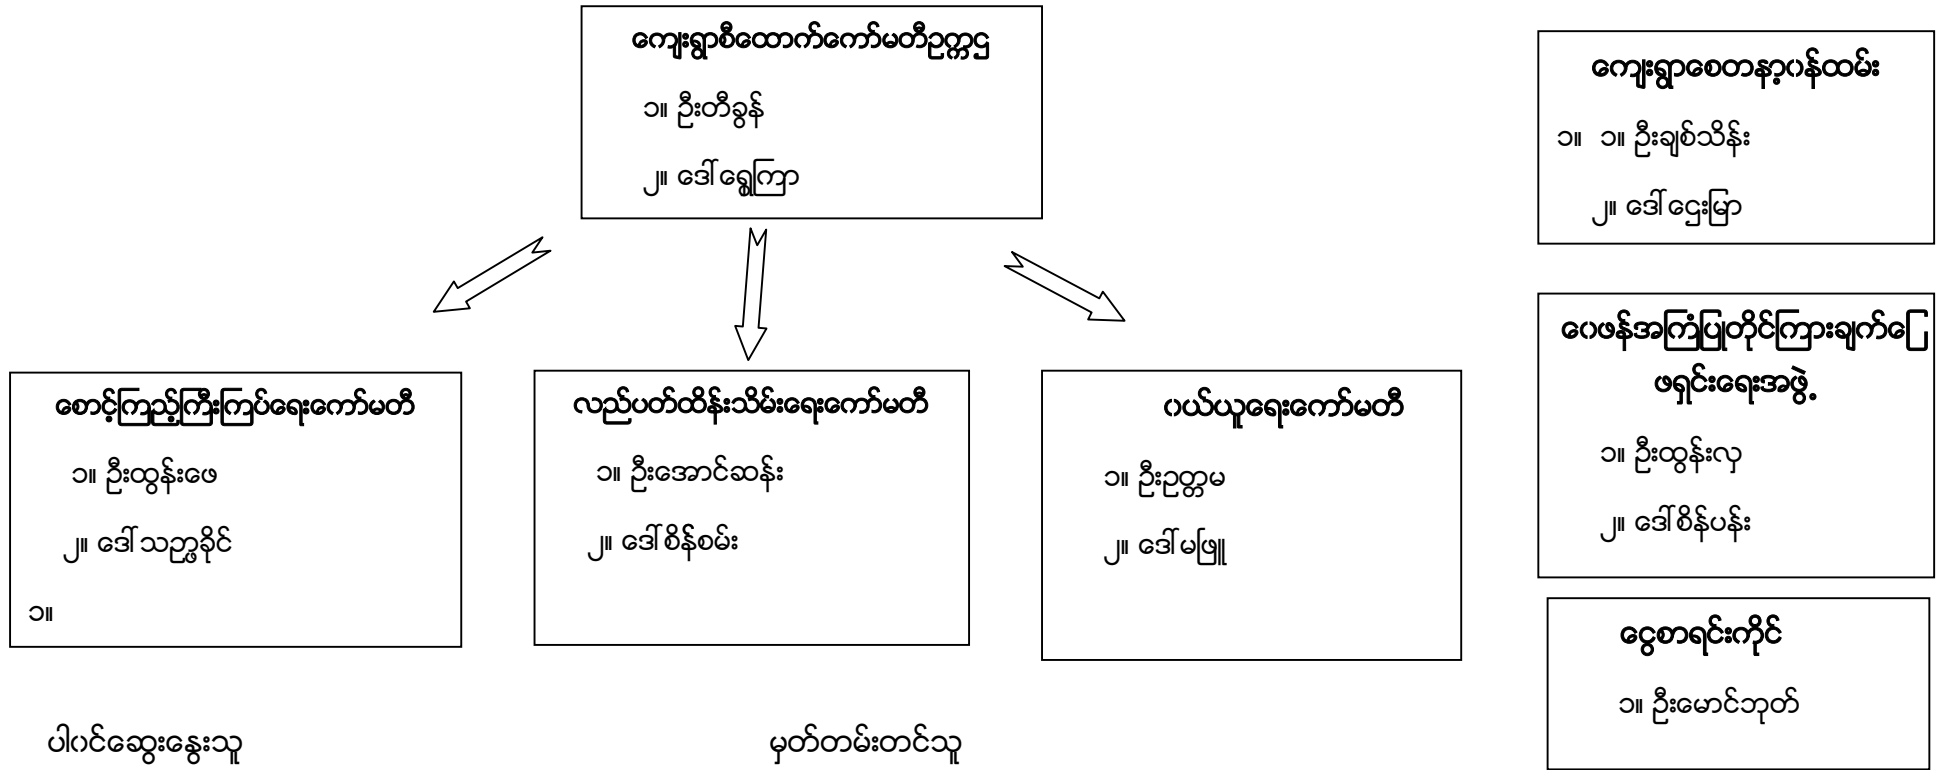 ကျေးရွာစီထောက်ကော်မတီဥက္ကဌ
၁။ ဦးတီခွန်
၂။ ဒေါ်ရွှေကြာ
ကျေးရွာစေတနာ့ဝန်ထမ်း
၁။ ၁။ ဦးချစ်သိန်း
၂။ ဒေါ်ဌေးမြာ
စောင့်ကြည့်ကြီးကြပ်ရေးကော်မတီ
၁။ ဦးထွန်းဖေ
၂။ ဒေါ်သဉ္ဖာခိုင်
၁။
လည်ပတ်ထိန်းသိမ်းရေးကော်မတီ
၁။ ဦးအောင်ဆန်း
၂။ ဒေါ်စိန်စမ်း
ဝယ်ယူရေးကော်မတီ
၁။ ဦးဥတ္တမ
၂။ ဒေါ်မဖြူ
ဝေဖန်အကြံပြုတိုင်ကြားချက်ဖြေ
ရှင်းရေးအဖွဲ့
၁။ ဦးထွန်းလှ
၂။ ဒေါ်စိန်ပန်း
ငွေစာရင်းကိုင်
၁။ ဦးမောင်ဘုတ်
ပါဝင်ဆွေးနွေးသူ
မှတ်တမ်းတင်သူ